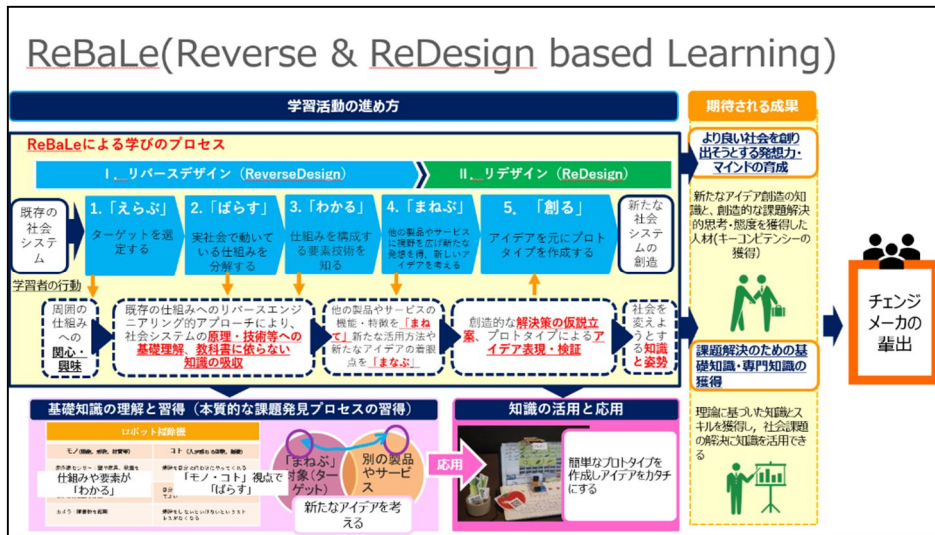 ReBaLe(Reverse & ReDesign based Learning)
学習活動の進め方
期待される成果
ReBaLeによる学びのプロセス
Ⅰ. リバースデザイン(ReverseDesign)
Ⅱ. リデザイン(ReDesign)
既存の
社会
システ
ム
1.「えらぶ」
ターゲットを選
定する
2.「ばらす」
実社会で動いて
いる仕組みを
分解する
3.「わかる」
仕組みを構成す
る要素技術を
知る
4.「まねぶ」
他の製品やサービス
に視野を広げ新たな
発想を得、新しいアイ
デアを考える
5. 「創る」
アイデアを元にプロト
タイプを作成する
新たな
社会
システ
ムの
創造
学習者の行動
周囲の
仕組み
への
関心・
興味
既存の仕組みへのリバースエンジ
ニアリング的アプローチにより、
社会システムの原理・技術等への
基礎理解、教科書に依らない
知識の吸収
他の製品やサービスの
機能・特徴を「まね
て」新たな活用方法や
新たなアイデアの着眼
点を「まなぶ」
創造的な解決策の仮説立
案、プロトタイプによるア
イデア表現・検証
社会を
変えよ
うとす
る知識
と姿勢
より良い社会を創り
出そうとする発想力・
マインドの育成
新たなアイデア創造の知
識と、創造的な課題解決
的思考・態度を獲得した
人材(キーコンピテンシーの
獲得)
課題解決のための基
礎知識・専門知識の
獲得
理論に基づいた知識とス
キルを獲得し，社会課題
の解決に知識を活用でき
る
チェンジ
メーカの
輩出
基礎知識の理解と習得（本質的な課題発見プロセスの習得）
ロボット掃除機
仕組みや要素が
「わかる」
「モノ・コト」視点で
「ばらす」
「まねぶ」
対象(ター
ゲット)
別の製品
やサービ
ス
新たなアイデアを考
える
応用
知識の活用と応用
簡単なプロトタイプを
作成しアイデアをカタチ
にする